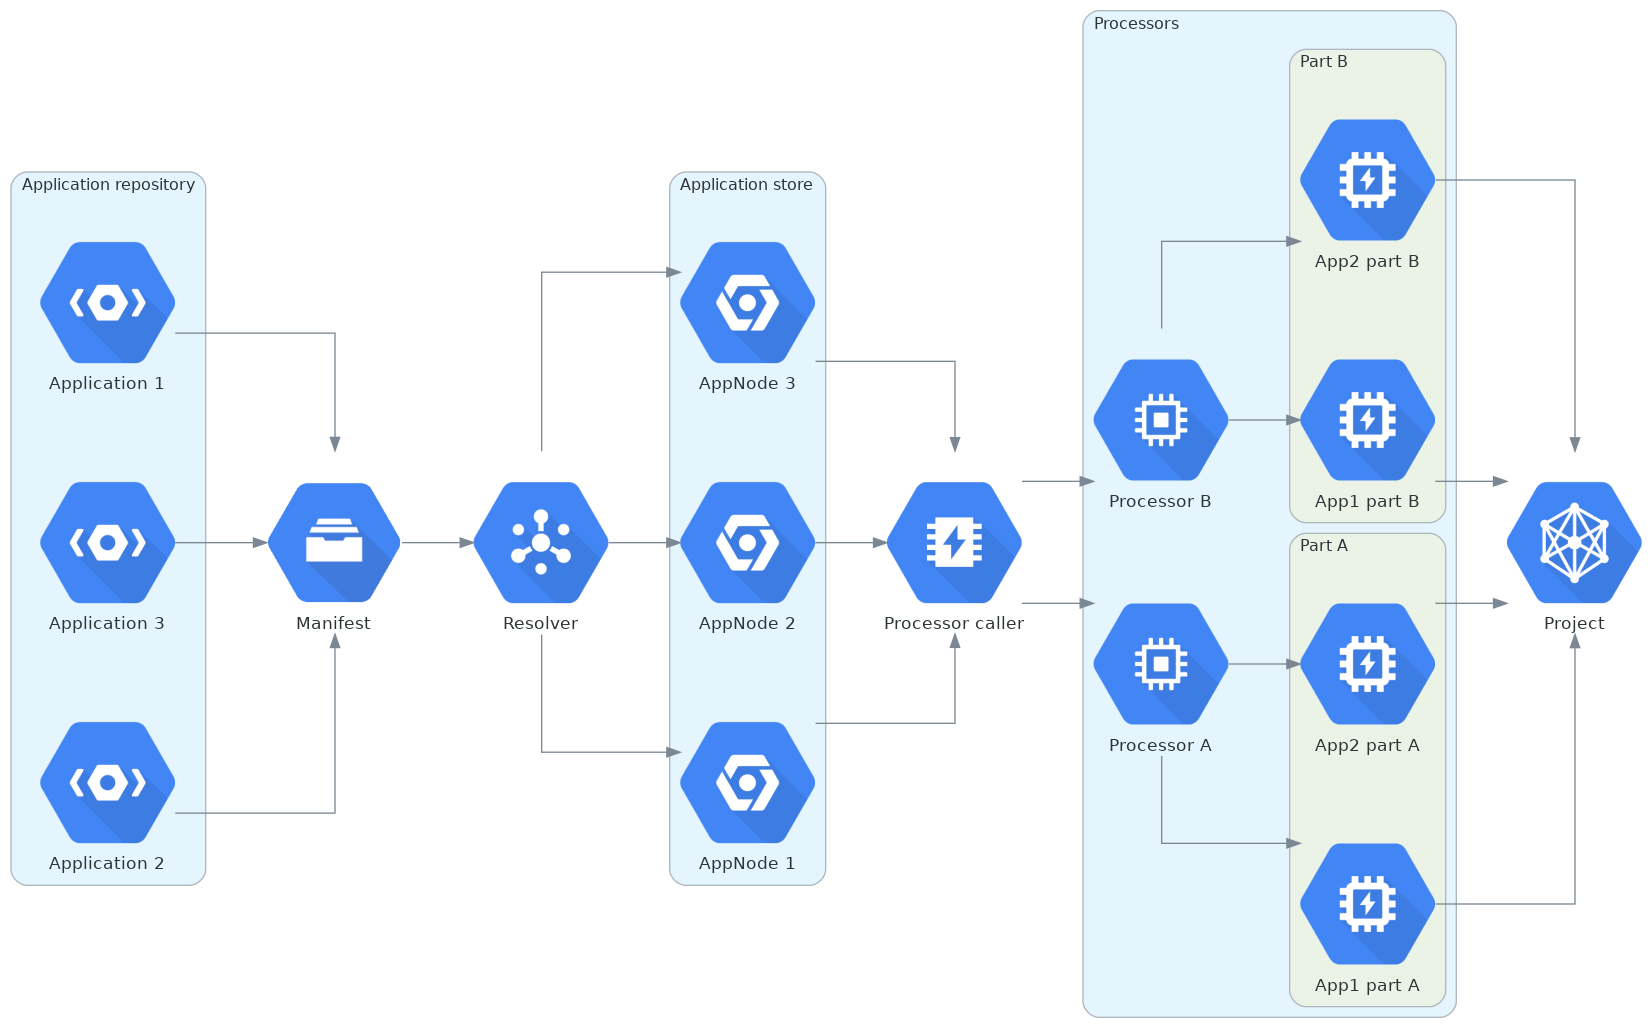 Application repository
Application 1
Application 3
Application 2
Manifest
Resolver
Application store
AppNode 3
AppNode 2
AppNode 1
Processor caller
Processors
Processor B
Processor A
Part B
App2 part B
App1 part B
Part A
App2 part A
App1 part A
Project